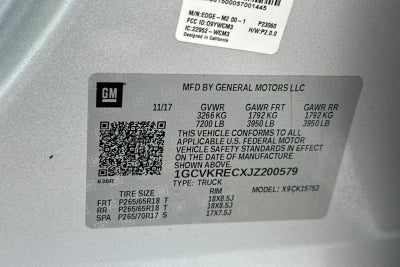 00157000057001445
M/N:EDGE-M2 00-1
FCC ID: O9YWCM3
P23060
IC:22952-WCM3
H/W:P2.0.0
Designed in California
GM
MFD BY GENERAL MOTORS LLC
11/17 GVWR GAWR FRT GAWR RR
3266 KG 1792 KG 1792 KG
7200 LB 3950 LB 3950 LB
THIS VEHICLE CONFORMS TO ALL
APPLICABLE U.S. FEDERAL MOTOR
VEHICLE SAFETY STANDARDS IN EFFECT
ON THE DATE OF MANUFACTURE SHOWN ABOVE.
1GCVKRECXJZ200579
TYPE: TRUCK MODEL:
636R
TIRE SIZE RIM
FRT P265/65R18 T 18X8.5J
RR P265/65R18 T 18X8.5J
SPA P265/70R17 S 17X7.5J